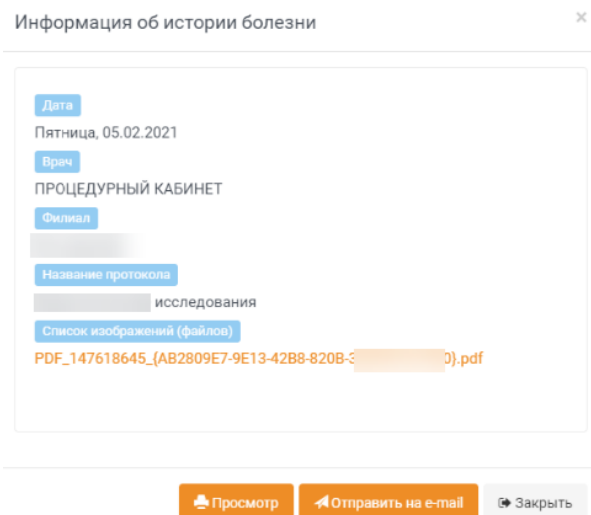 Информация об истории болезни
×
Дата
Пятница, 05.02.2021
Врач
ПРОЦЕДУРНЫЙ КАБИНЕТ
Филиал
Название протокола
исследования
Список изображений (файлов)
PDF_147618645_{AB2809E7-9E13-42B8-820B-3 0}.pdf
Просмотр Отправить на e-mail Закрыть